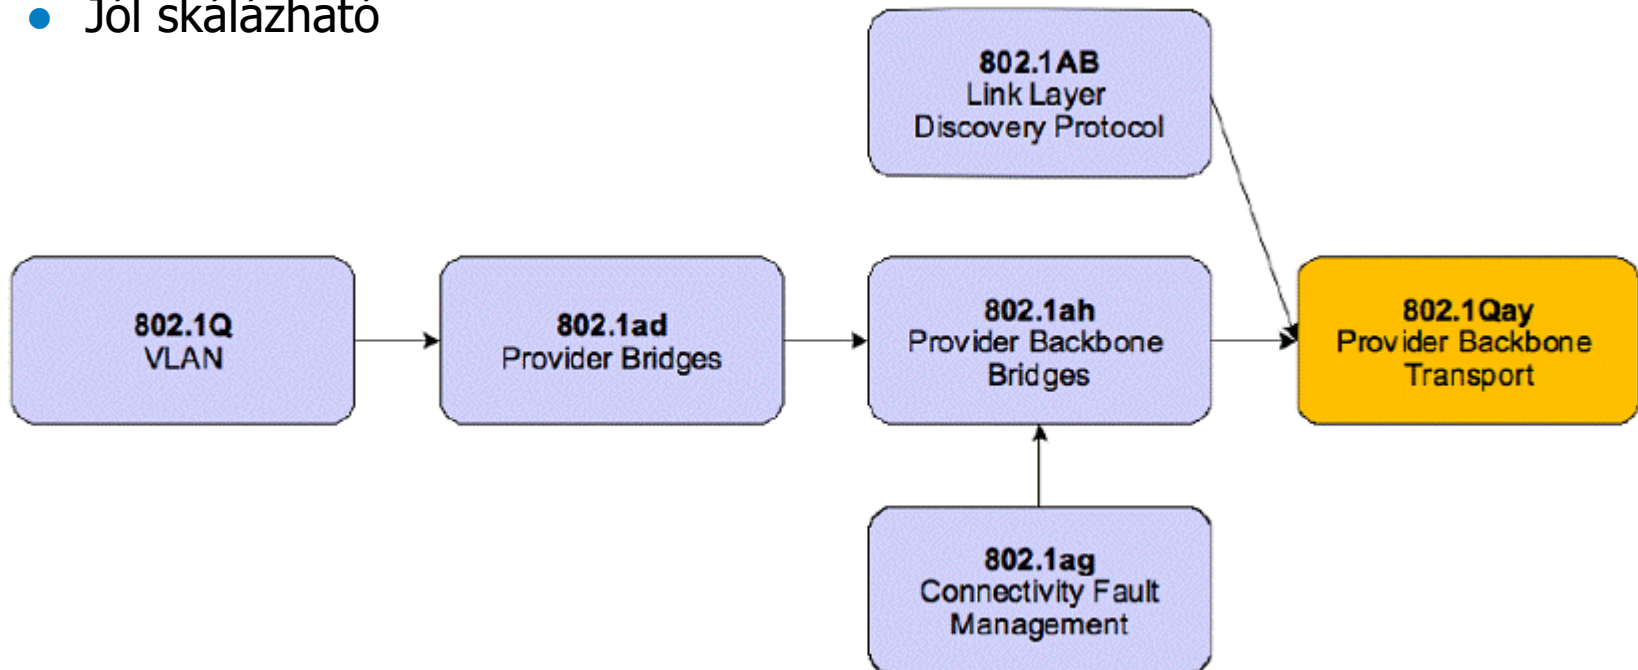 ● Jól skálázható
802.1AB
Link Layer
Discovery Protocol
802.1Q
VLAN
802.1ad
Provider Bridges
802.1ah
Provider Backbone
Bridges
802.1Qay
Provider Backbone
Transport
802.1ag
Connectivity Fault
Management